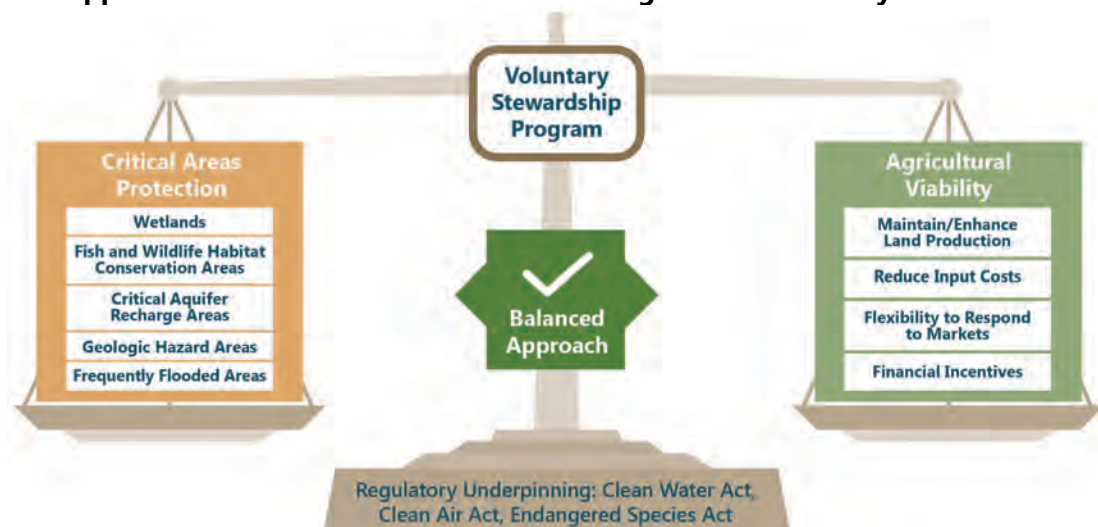 Voluntary
Stewardship
Program
Critical Areas
Protection
Wetlands
Fish and Wildlife Habitat
Conservation Areas
Critical Aquifer
Recharge Areas
Geologic Hazard Areas
Frequently Flooded Areas
Balanced
Approach
Agricultural
Viability
Maintain/Enhance
Land Production
Reduce Input Costs
Flexibility to Respond
to Markets
Financial Incentives
Regulatory Underpinning: Clean Water Act,
Clean Air Act, Endangered Species Act